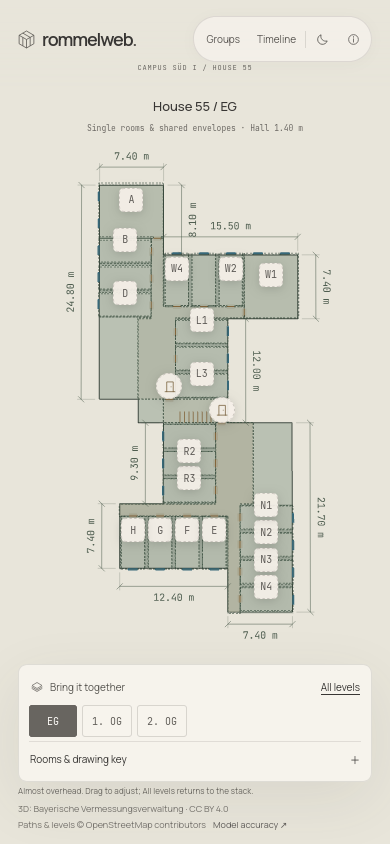 rommelweb.
Groups
Timeline
CAMPUS SÜD I / HOUSE 55
House 55 / EG
Single rooms & shared envelopes · Hall 1.40 m
7.40 m
A
8.10 m
15.50 m
B
W4
W2
W1
7.40 m
24.80 m
D
L1
12.00 m
L3
R2
9.30 m
R3
N1
21.70 m
H
G
F
E
N2
7.40 m
N3
N4
12.40 m
7.40 m
Bring it together
All levels
EG
1. OG
2. OG
Rooms & drawing key
+
Almost overhead. Drag to adjust; All levels returns to the stack.
3D: Bayerische Vermessungsverwaltung · CC BY 4.0
Paths & levels © OpenStreetMap contributors Model accuracy ↗